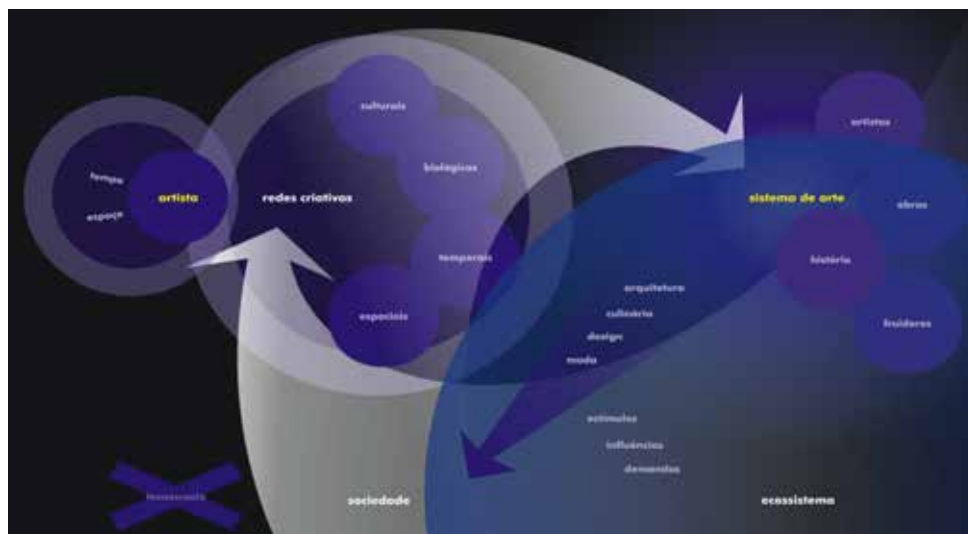 culturais
artistas
biológicos
tempo
artista
redes criativas
sistema de arte
obras
espaço
temporais
história
arquitetura
espaciais
culinária
fruidores
design
moda
estímulos
influências
demandas
sociedade
ecossistema